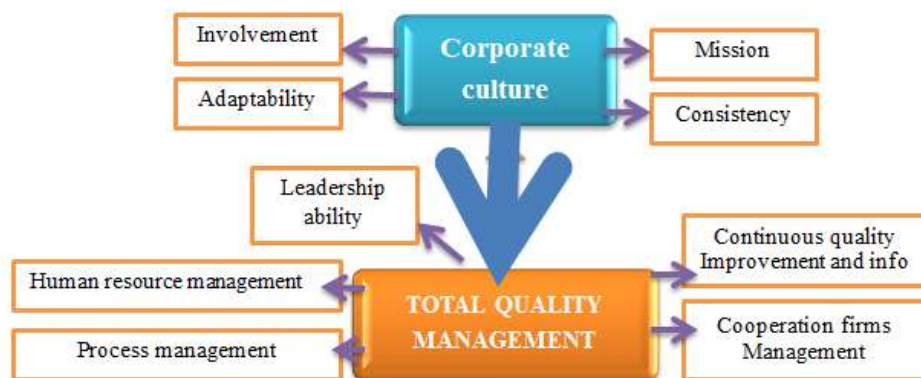 Involvement
Corporate
culture
Mission
Adaptability
Consistency
Leadership
ability
Continuous quality
Improvement and info
Human resource management
TOTAL QUALITY
MANAGEMENT
Cooperation firms
Management
Process management